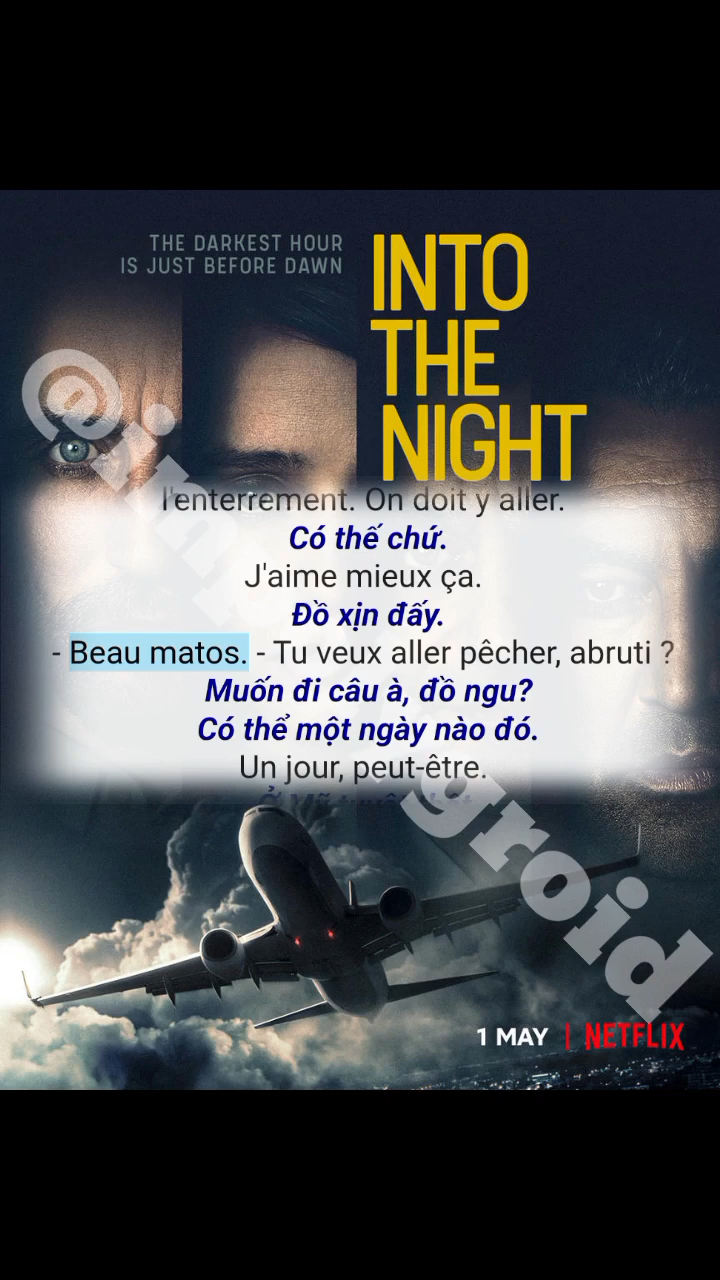 THE DARKEST HOUR
IS JUST BEFORE DAWN
INTO
THE
NIGHT
l'enterrement. On doit y aller.
Có thế chứ.
J'aime mieux ça.
Đồ xịn đấy.
- Beau matos. - Tu veux aller pêcher, abruti ?
Muốn đi câu à, đồ ngu?
Có thể một ngày nào đó.
Un jour, peut-être.
1 MAY | NETFLIX